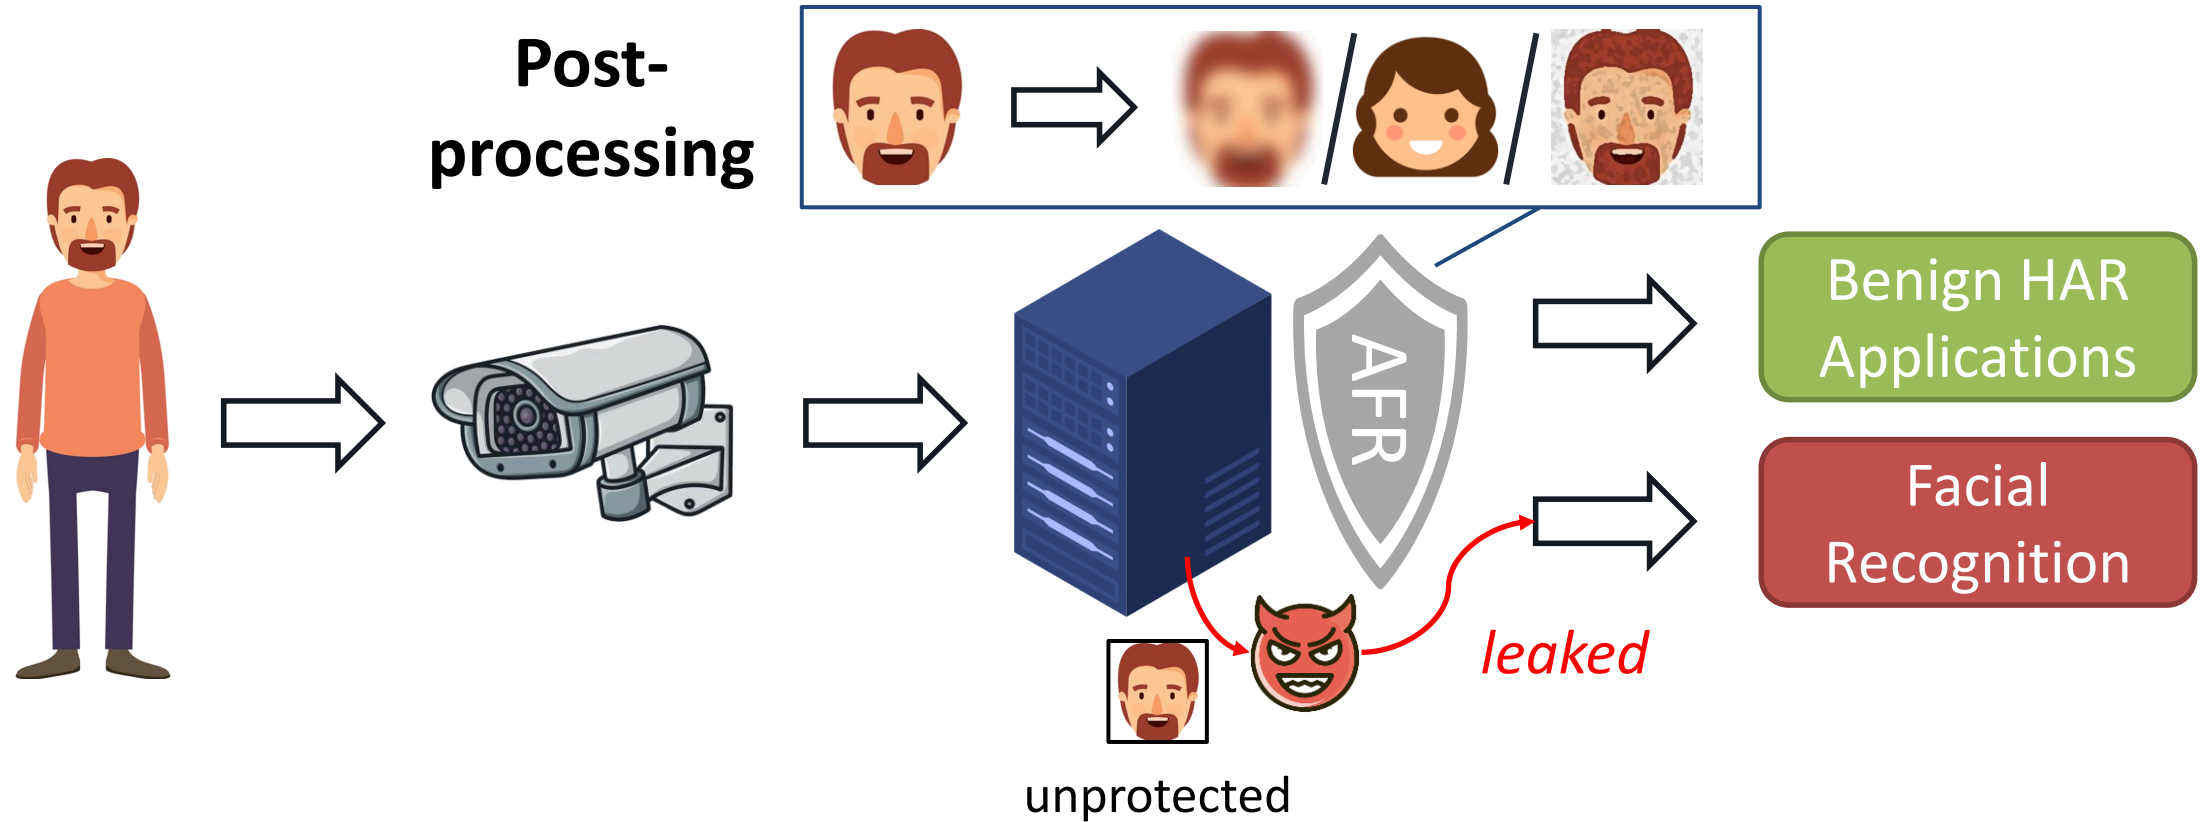 Post-
processing
AFR
Benign HAR
Applications
Facial
Recognition
leaked
unprotected